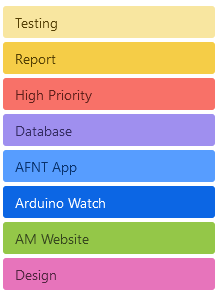 Testing
Report
High Priority
Database
AFNT App
Arduino Watch
AM Website
Design